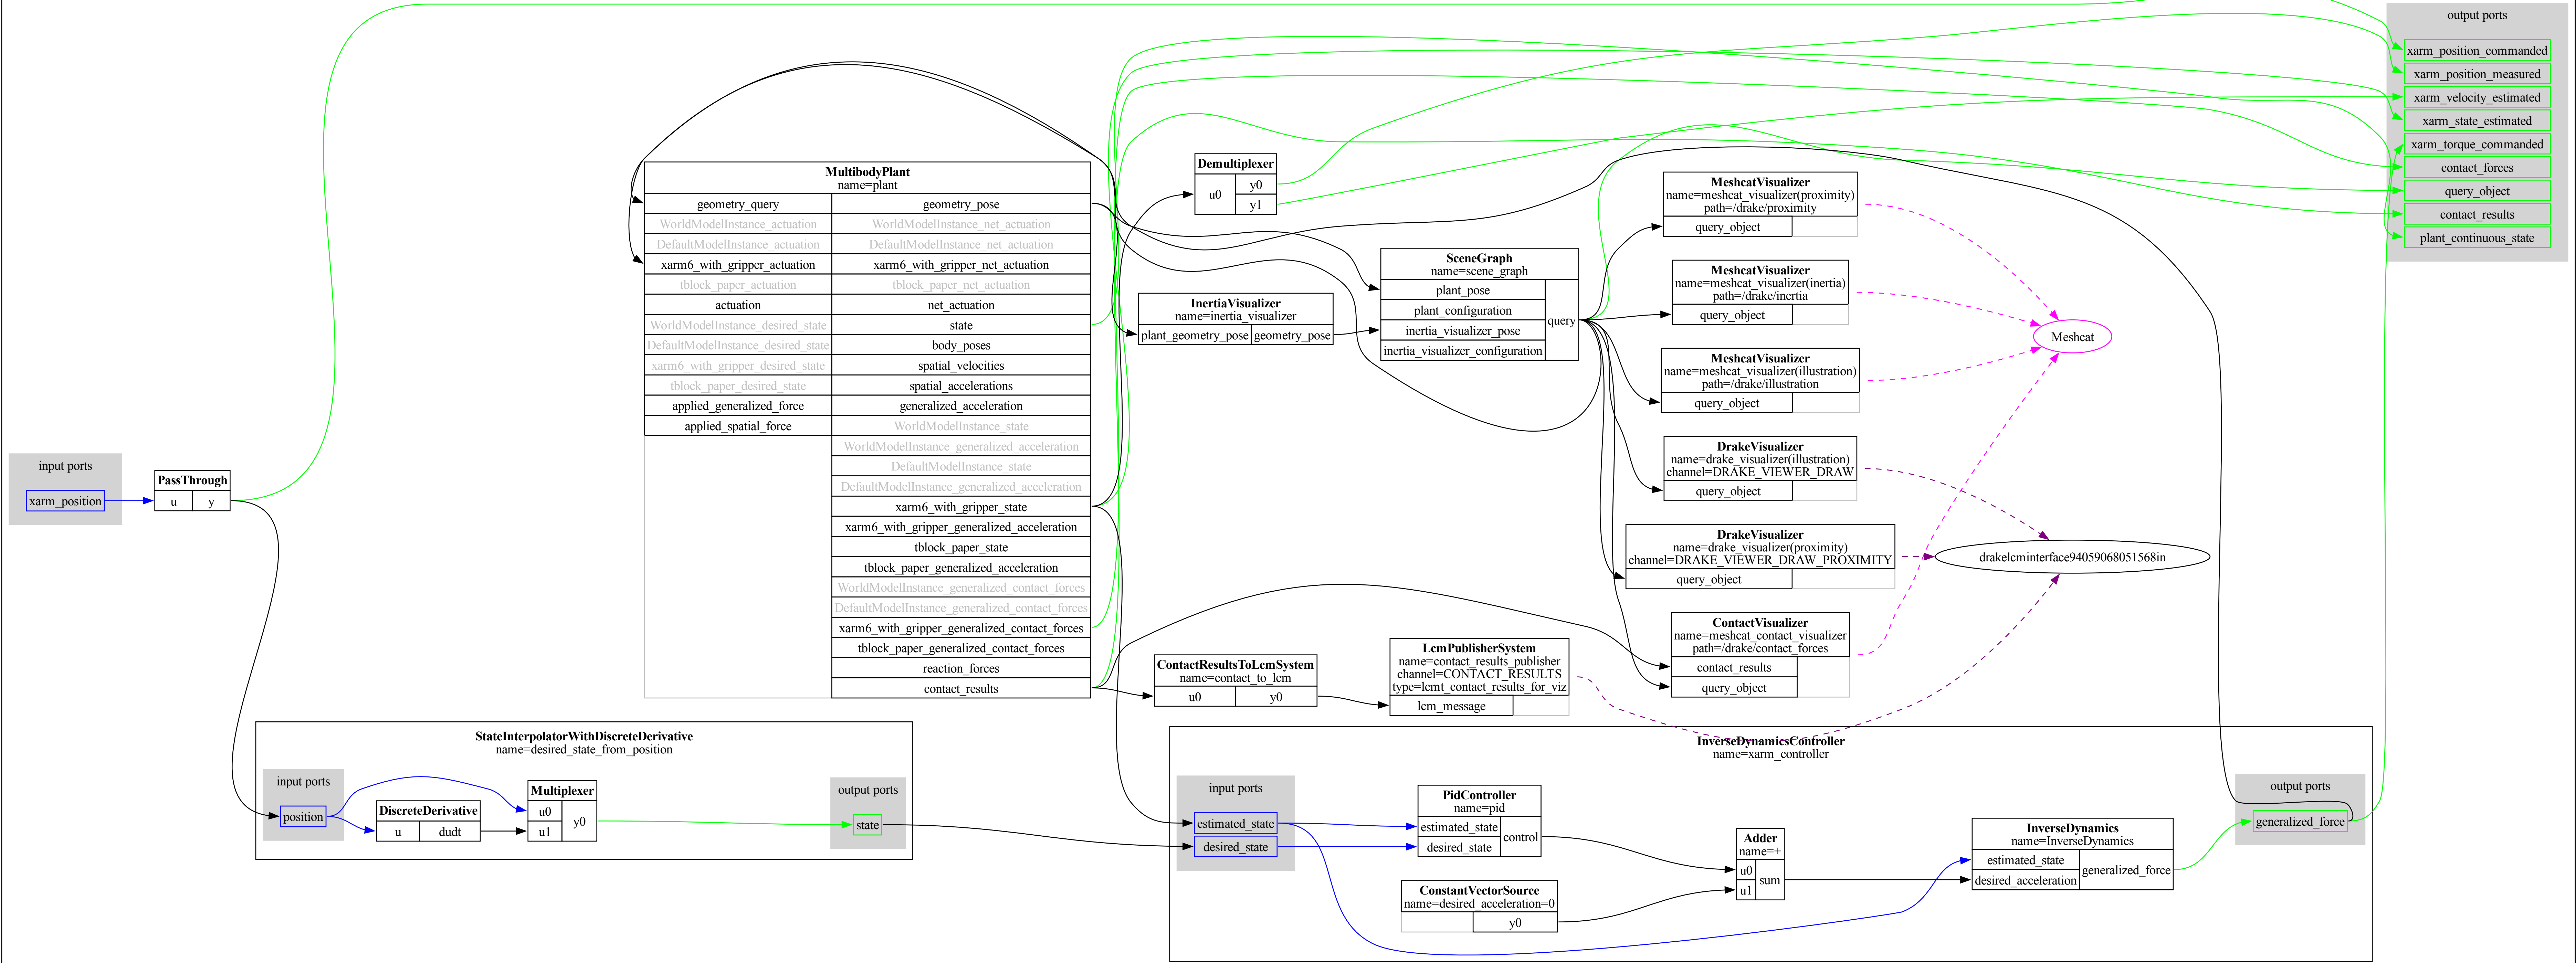 input ports
xarm_position
PassThrough
u
y
MultibodyPlant
name=plant
geometry_query
geometry_pose
WorldModelInstance_actuation
WorldModelInstance_net_actuation
DefaultModelInstance_actuation
DefaultModelInstance_net_actuation
xarm6_with_gripper_actuation
xarm6_with_gripper_net_actuation
tblock_paper_actuation
tblock_paper_net_actuation
actuation
net_actuation
WorldModelInstance_desired_state
state
DefaultModelInstance_desired_state
body_poses
xarm6_with_gripper_desired_state
spatial_velocities
tblock_paper_desired_state
spatial_accelerations
applied_generalized_force
generalized_acceleration
applied_spatial_force
WorldModelInstance_state
WorldModelInstance_generalized_acceleration
DefaultModelInstance_state
DefaultModelInstance_generalized_acceleration
xarm6_with_gripper_state
xarm6_with_gripper_generalized_acceleration
tblock_paper_state
tblock_paper_generalized_acceleration
WorldModelInstance_generalized_contact_forces
DefaultModelInstance_generalized_contact_forces
xarm6_with_gripper_generalized_contact_forces
tblock_paper_generalized_contact_forces
reaction_forces
contact_results
Demultiplexer
u0
y0
y1
InertiaVisualizer
name=inertia_visualizer
plant_geometry_pose
geometry_pose
SceneGraph
name=scene_graph
plant_pose
plant_configuration
inertia_visualizer_pose
inertia_visualizer_configuration
query
MeshcatVisualizer
name=meshcat_visualizer(proximity)
path=/drake/proximity
query_object
MeshcatVisualizer
name=meshcat_visualizer(inertia)
path=/drake/inertia
query_object
MeshcatVisualizer
name=meshcat_visualizer(illustration)
path=/drake/illustration
query_object
DrakeVisualizer
name=drake_visualizer(illustration)
channel=DRAKE_VIEWER_DRAW
query_object
DrakeVisualizer
name=drake_visualizer(proximity)
channel=DRAKE_VIEWER_DRAW_PROXIMITY
query_object
ContactVisualizer
name=meshcat_contact_visualizer
path=/drake/contact_forces
contact_results
query_object
Meshcat
drakelcminterface94059068051568in
ContactResultsToLcmSystem
name=contact_to_lcm
u0
y0
LcmPublisherSystem
name=contact_results_publisher
channel=CONTACT_RESULTS
type=lcmt_contact_results_for_viz
lcm_message
output ports
xarm_position_commanded
xarm_position_measured
xarm_velocity_estimated
xarm_state_estimated
xarm_torque_commanded
contact_forces
query_object
contact_results
plant_continuous_state
StateInterpolatorWithDiscreteDerivative
name=desired_state_from_position
input ports
position
DiscreteDerivative
u
dudt
Multiplexer
u0
u1
y0
output ports
state
InverseDynamicsController
name=xarm_controller
input ports
estimated_state
desired_state
PidController
name=pid
estimated_state
desired_state
control
ConstantVectorSource
name=desired_acceleration=0
y0
Adder
name=+
u0
u1
sum
InverseDynamics
name=InverseDynamics
estimated_state
desired_acceleration
generalized_force
output ports
generalized_force